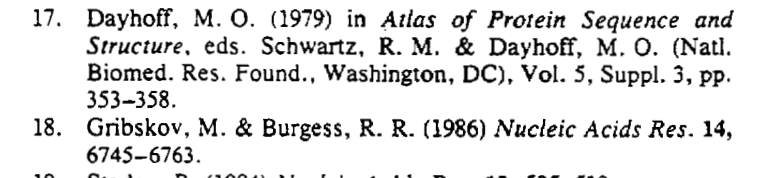 17. Dayhoff, M. O. (1979) in Atlas of Protein Sequence and
Structure, eds. Schwartz, R. M. & Dayhoff, M. O. (Natl.
Biomed. Res. Found., Washington, DC), Vol. 5, Suppl. 3, pp.
353–358.
18. Gribskov, M. & Burgess, R. R. (1986) Nucleic Acids Res. 14,
6745–6763.